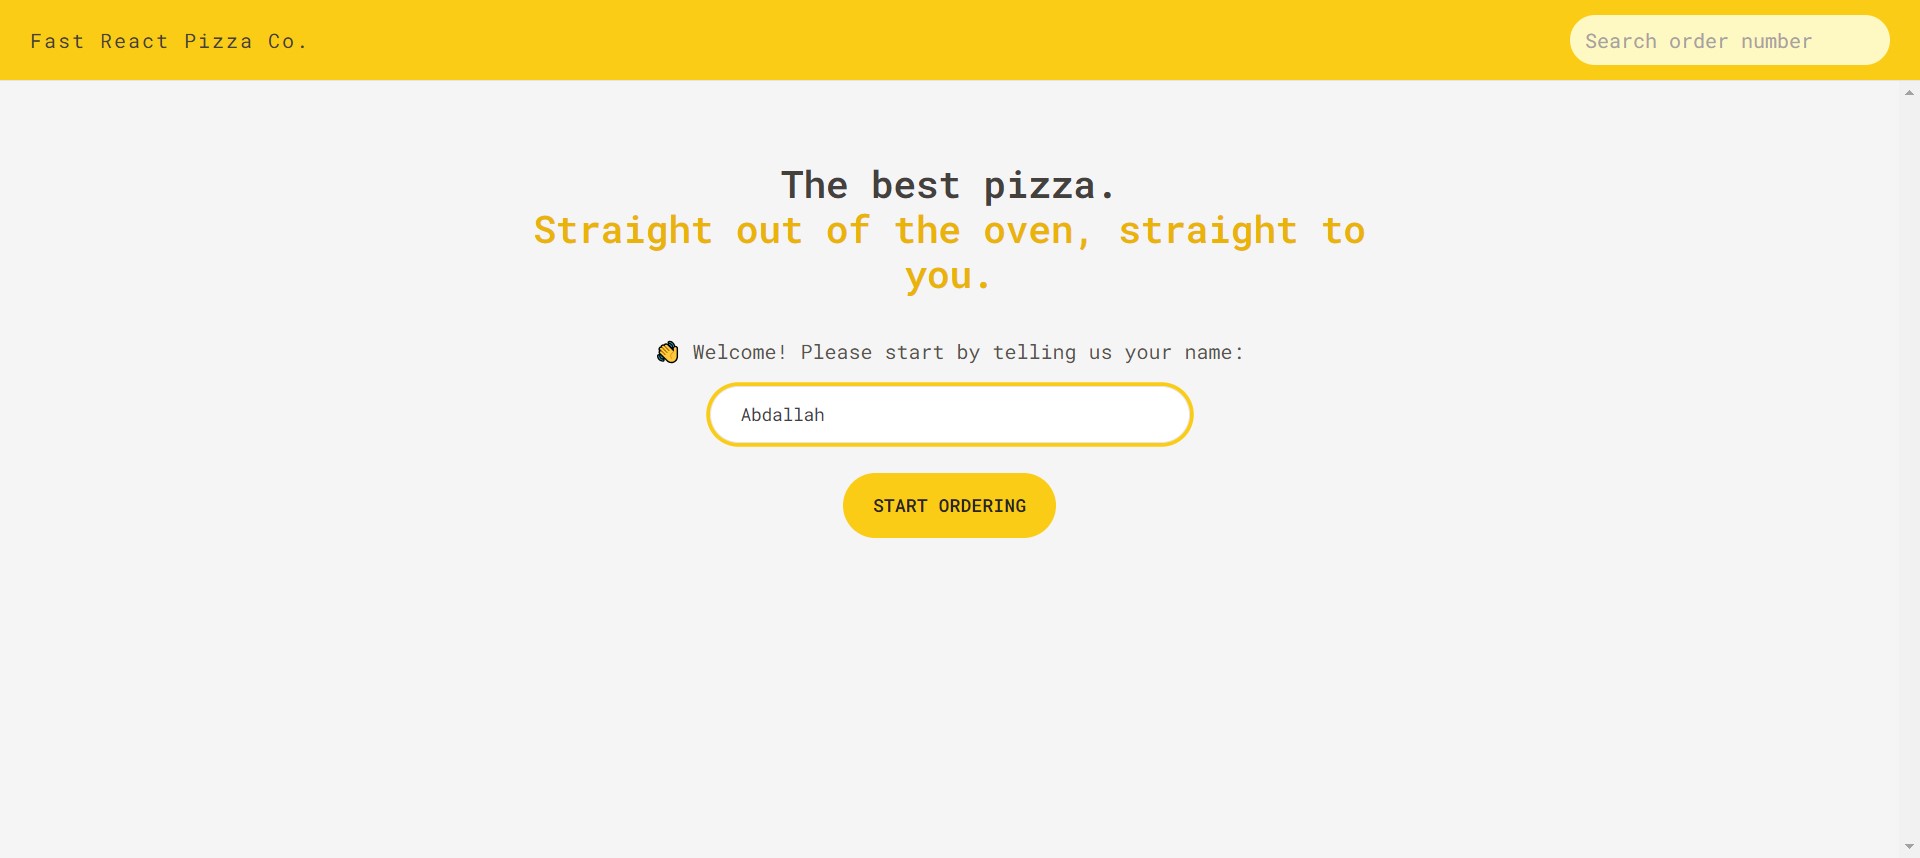 Fast React Pizza Co.
Search order number
The best pizza.
Straight out of the oven, straight to
you.
👋 Welcome! Please start by telling us your name:
Abdallah
START ORDERING